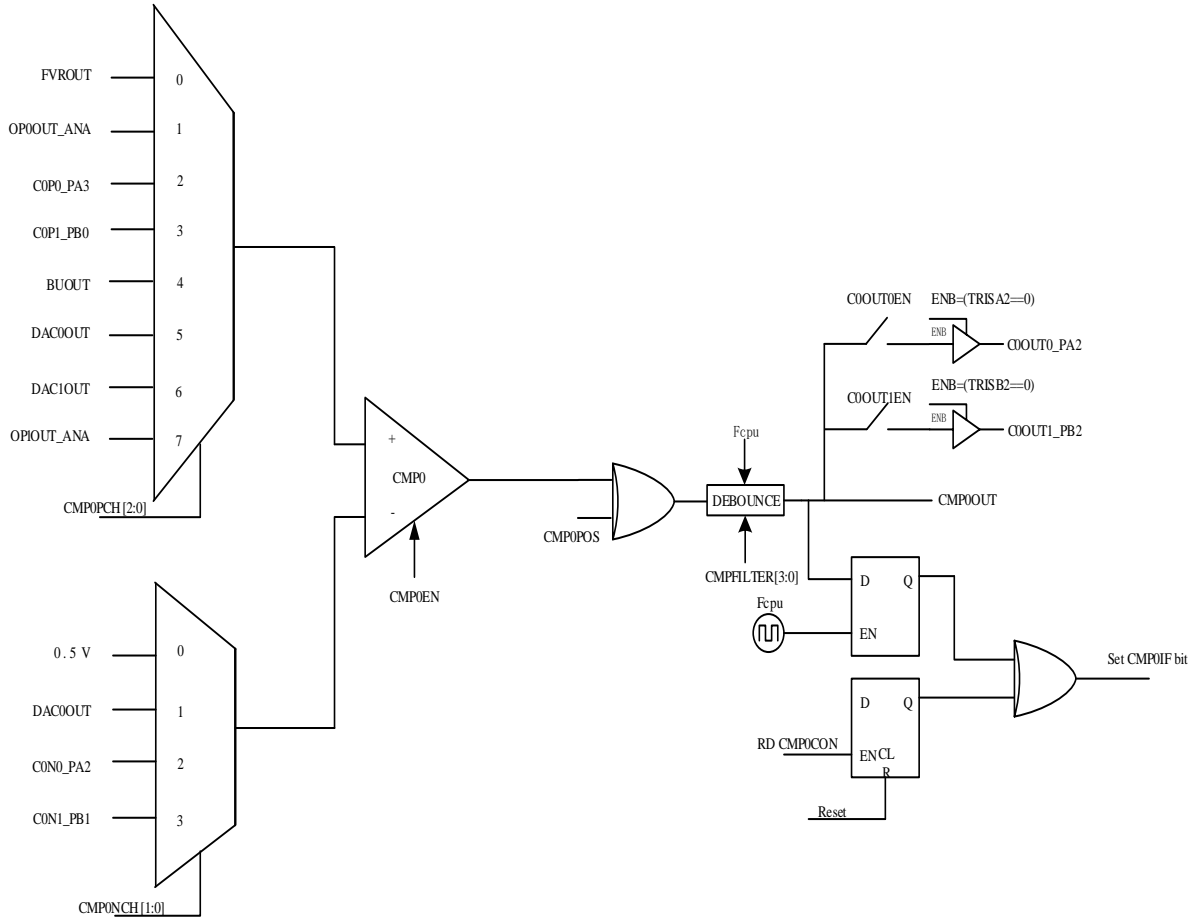 FVROUT
0
OP0OUT_ANA
1
C0P0_PA3
2
C0P1_PB0
3
BUOUT
4
DAC0OUT
5
DAC1OUT
6
OP1OUT_ANA
7
CMP0PCH[2:0]
+
CMP0
-
CMP0EN
CMP0POS
Fcpu
DEBOUNCE
CMPFILTER[3:0]
C0OUT0EN
ENB=(TRISA2==0)
ENB
C0OUT0_PA2
C0OUT1EN
ENB=(TRISB2==0)
ENB
C0OUT1_PB2
CMP0OUT
D
Q
EN
Fcpu
D
Q
ENCL
R
RD CMP0CON
Reset
Set CMP0IF bit
0.5V
0
DAC0OUT
1
C0N0_PA2
2
C0N1_PB1
3
CMP0NCH[1:0]